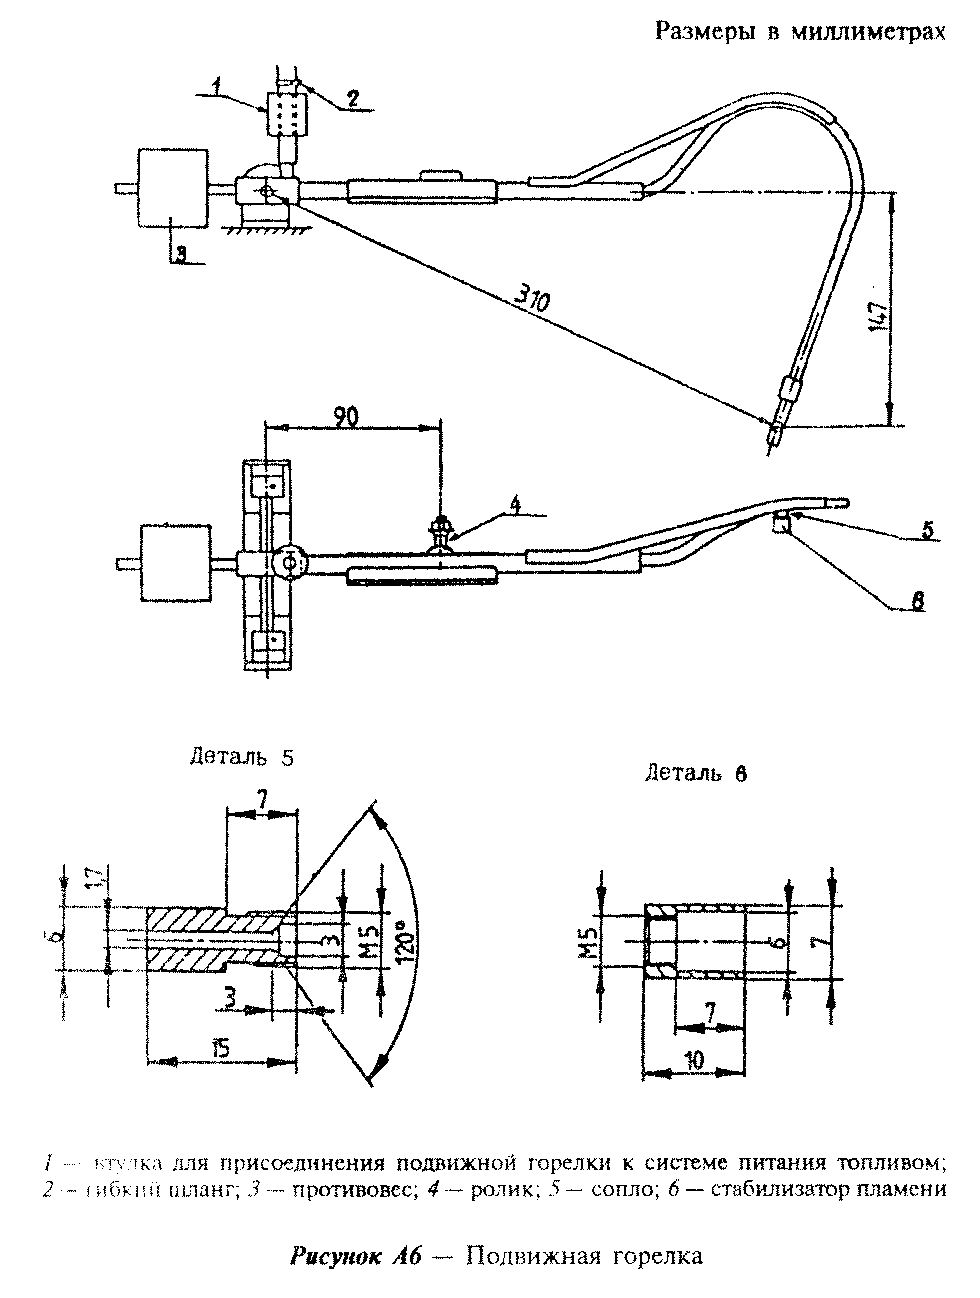 Размеры в миллиметрах
1
2
3
310
147
90
4
5
6
Деталь 5
Деталь 6
7
1,7
6
3
М5
120°
3
15
М5
6
7
7
10
1 — втулка для присоединения подвижной горелки к системе питания топливом;
2 – гибкий шланг; 3 — противовес; 4 — ролик; 5 — сопло; 6 — стабилизатор пламени
Рисунок А6 — Подвижная горелка